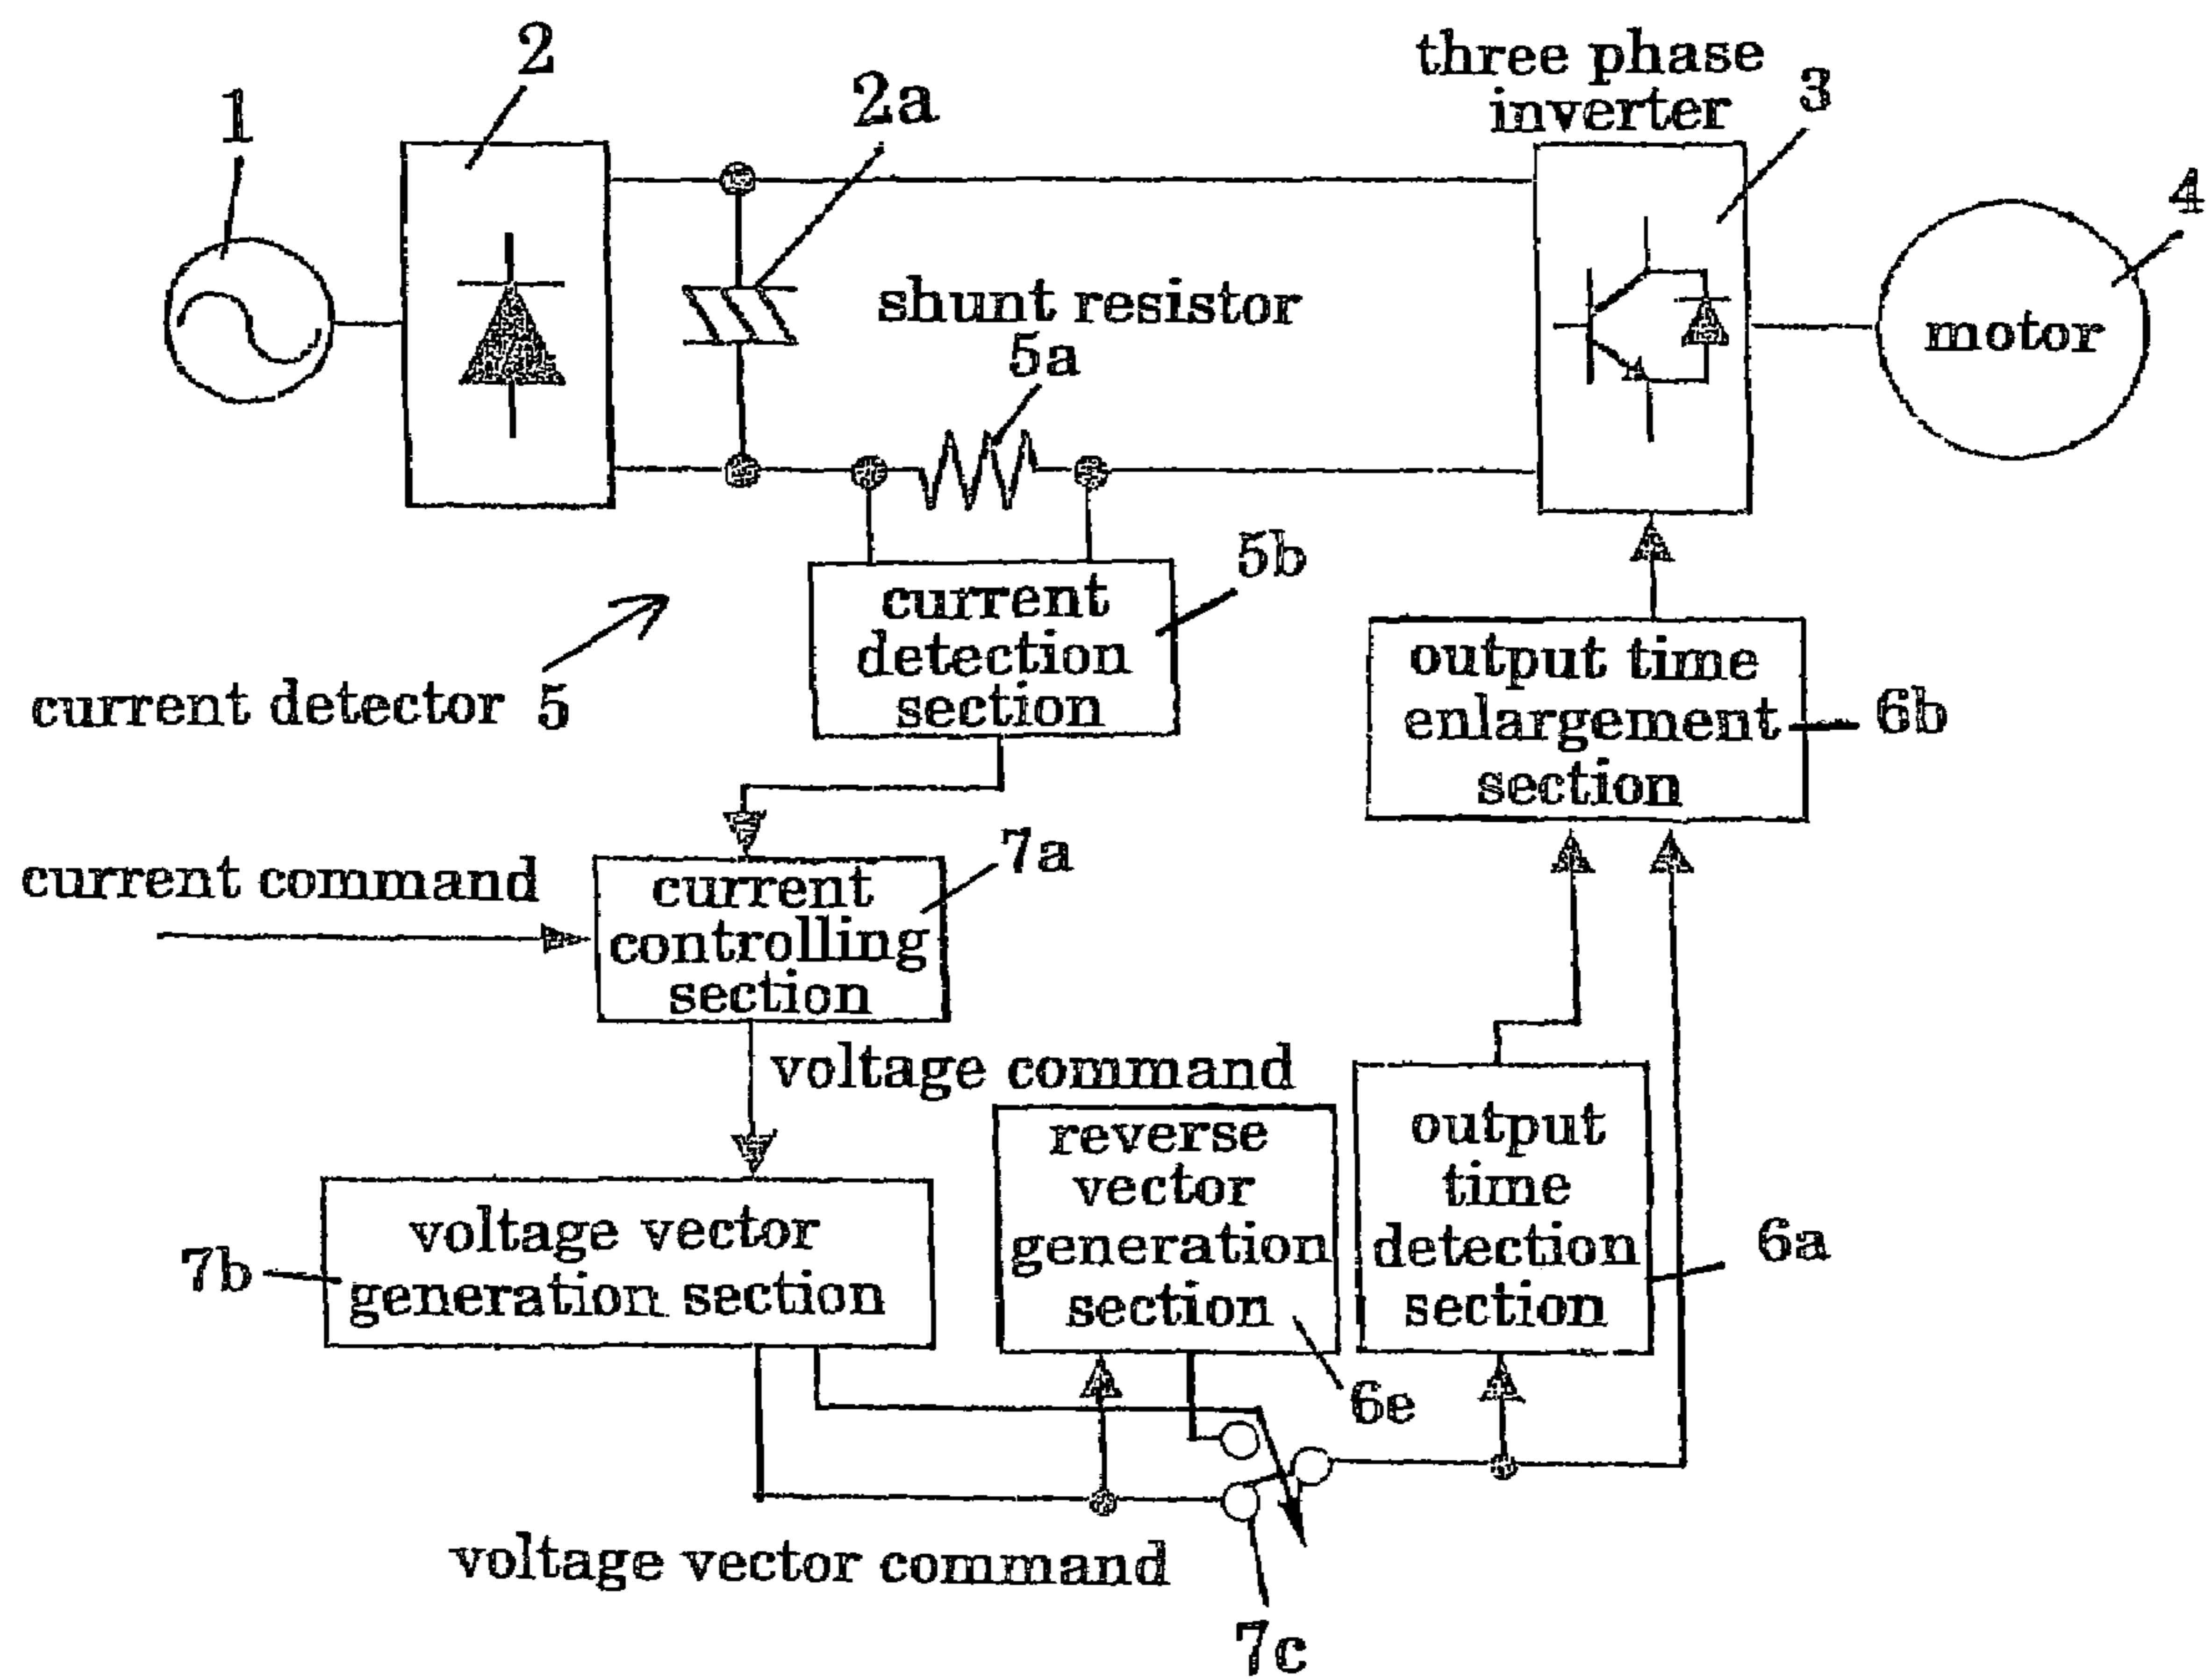 1
2
2a
three phase
inverter
3
4
shunt resistor
5a
motor
5b
current
detection
section
current detector 5
output time
enlargement
section
6b
current command
7a
current
controlling
section
voltage command
reverse
vector
generation
section
6e
output
time
detection
section
6a
7b
voltage vector
generation section
voltage vector command
7c